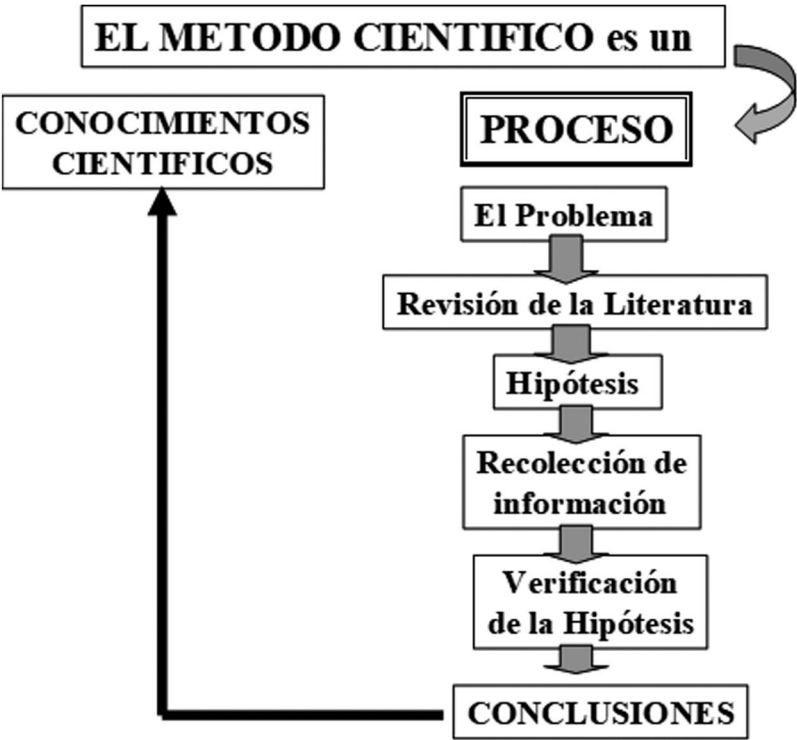 EL METODO CIENTIFICO es un
CONOCIMIENTOS
CIENTIFICOS
PROCESO
El Problema
Revisión de la Literatura
Hipótesis
Recolección de
información
Verificación
de la Hipótesis
CONCLUSIONES